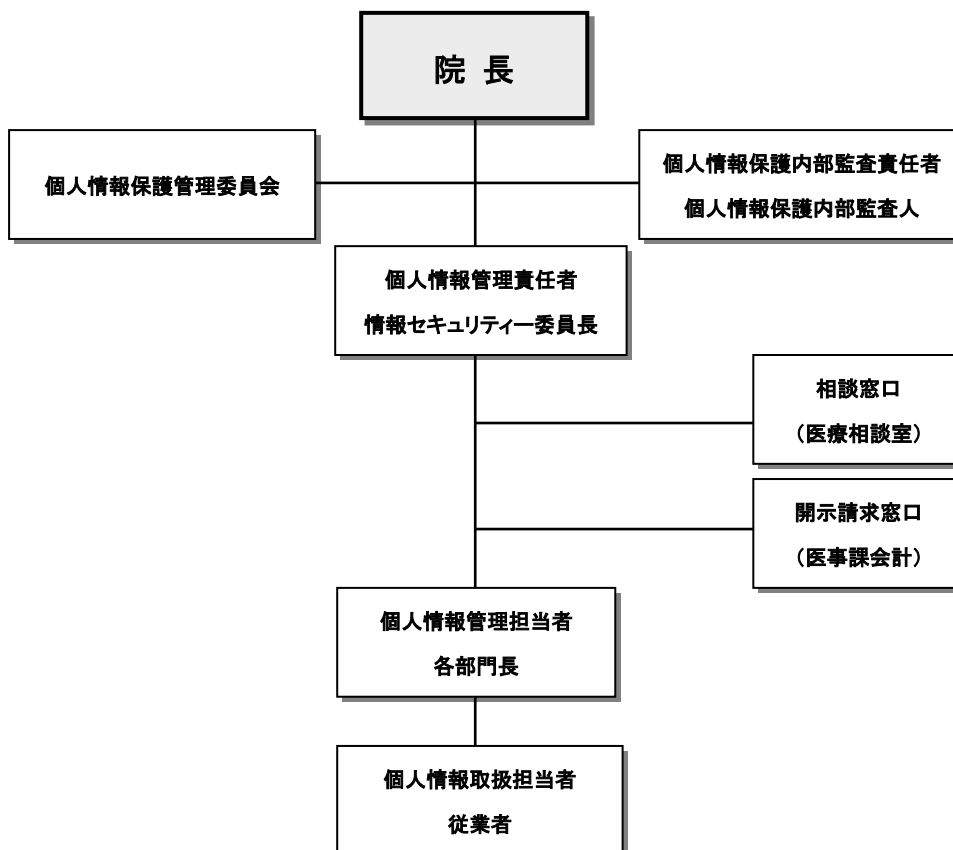 院 長
個人情報保護管理委員会
個人情報保護内部監査責任者
個人情報保護内部監査人
個人情報管理責任者
情報セキュリティー委員長
相談窓口
（医療相談室）
開示請求窓口
（医事課会計）
個人情報管理担当者
各部門長
個人情報取扱担当者
従業者